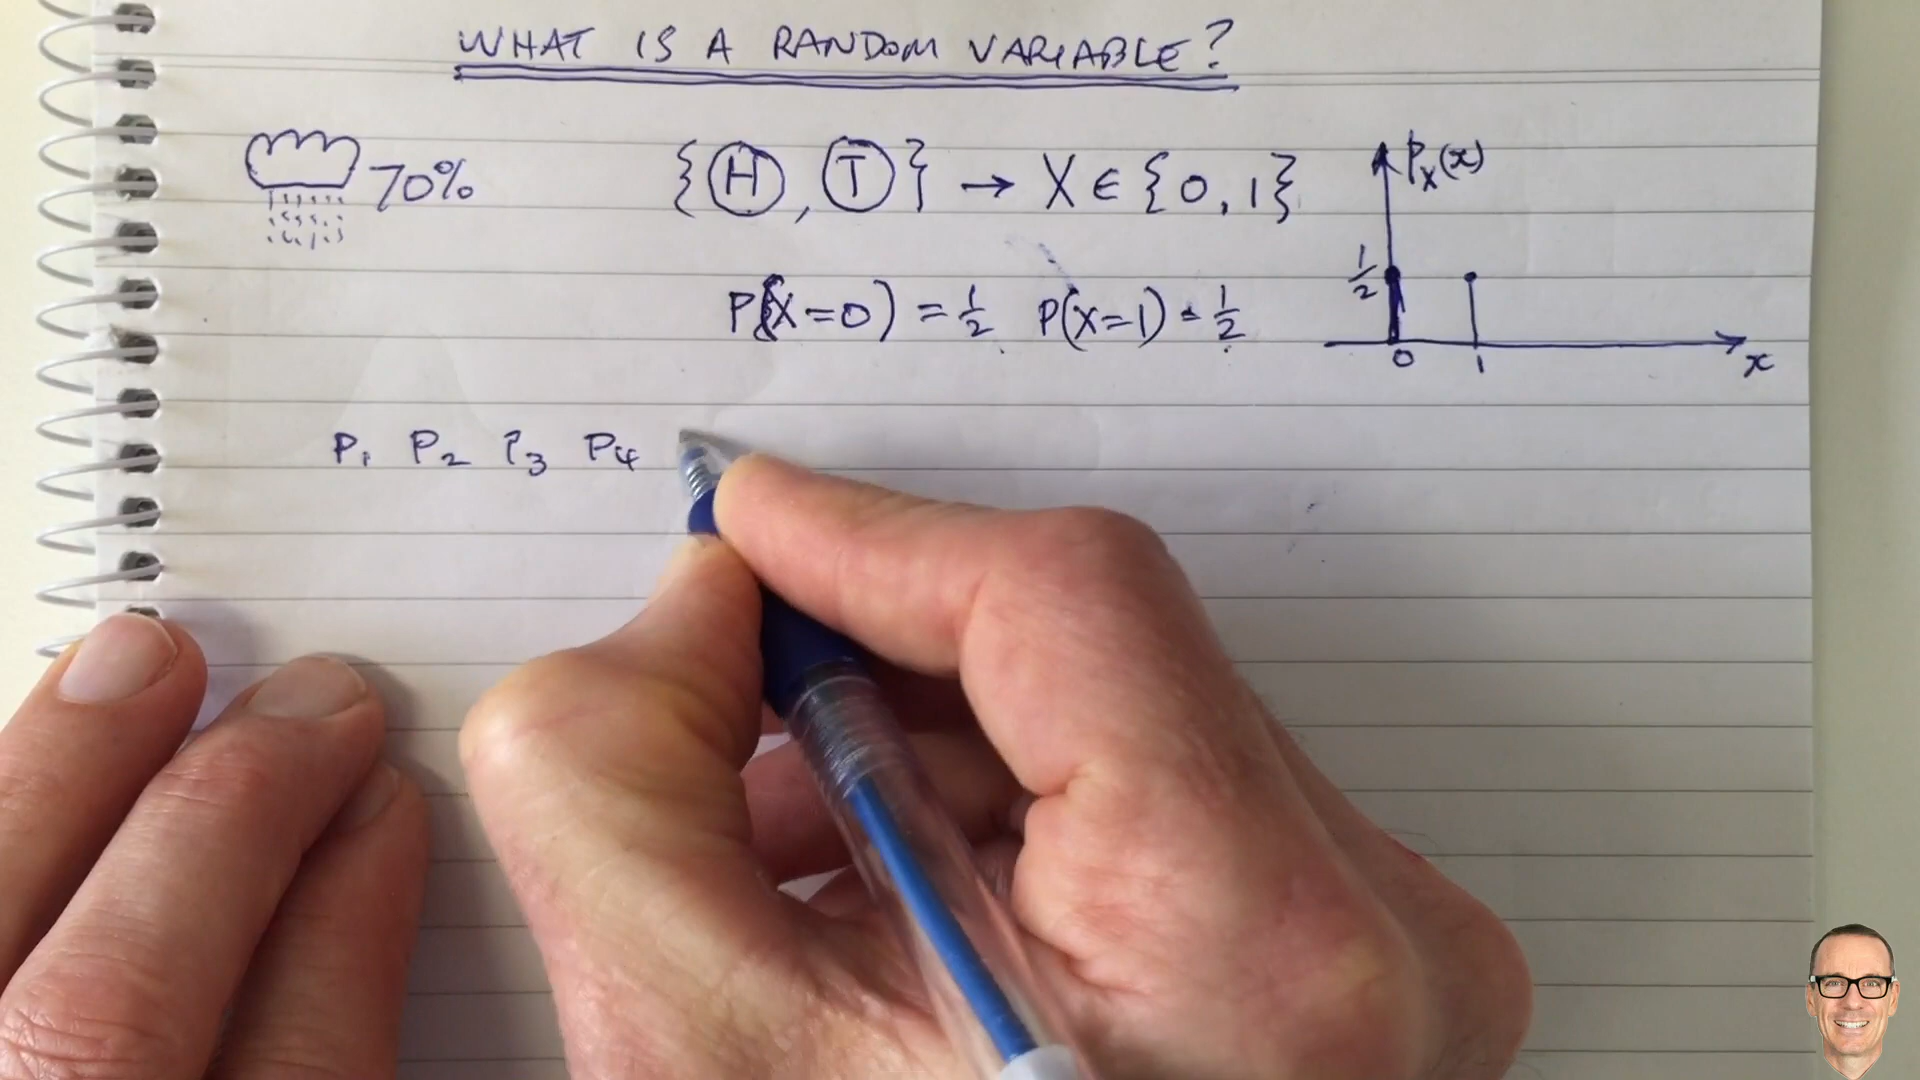 WHAT IS A RANDOM VARIABLE?
70% {H, T} → X ∈ {0, 1} Pₓ(x)
P(X=0) = 1/2 P(X=1) = 1/2 1/2
0 1 x
P1 P2 P3 P4